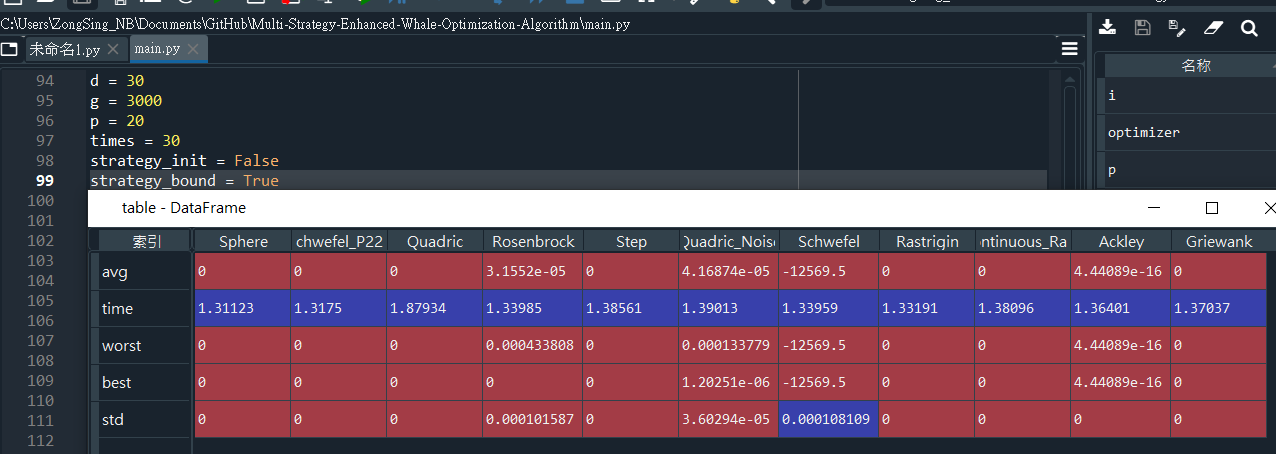 C:\Users\ZongSing_NB\Documents\GitHub\Multi-Strategy-Enhanced-Whale-Optimization-Algorithm\main.py
未命名1.py main.py
名称
94 d = 30
95 g = 3000
96 p = 20
97 times = 30
98 strategy_init = False
99 strategy_bound = True
100
101
102
103
104
105
106
107
108
109
110
111
112
i
optimizer
p
table - DataFrame
索引 Sphere chwefel_P22 Quadric Rosenbrock Step Quadric_Noise Schwefel Rastrigin ntinuous_Ra Ackley Griewank
avg 0 0 0 3.1552e-05 0 4.16874e-05 -12569.5 0 0 4.44089e-16 0
time 1.31123 1.3175 1.87934 1.33985 1.38561 1.39013 1.33959 1.33191 1.38096 1.36401 1.37037
worst 0 0 0 0.000433808 0 0.000133779 -12569.5 0 0 4.44089e-16 0
best 0 0 0 0 0 1.20251e-06 -12569.5 0 0 4.44089e-16 0
std 0 0 0 0.000101587 0 3.60294e-05 0.000108109 0 0 0 0